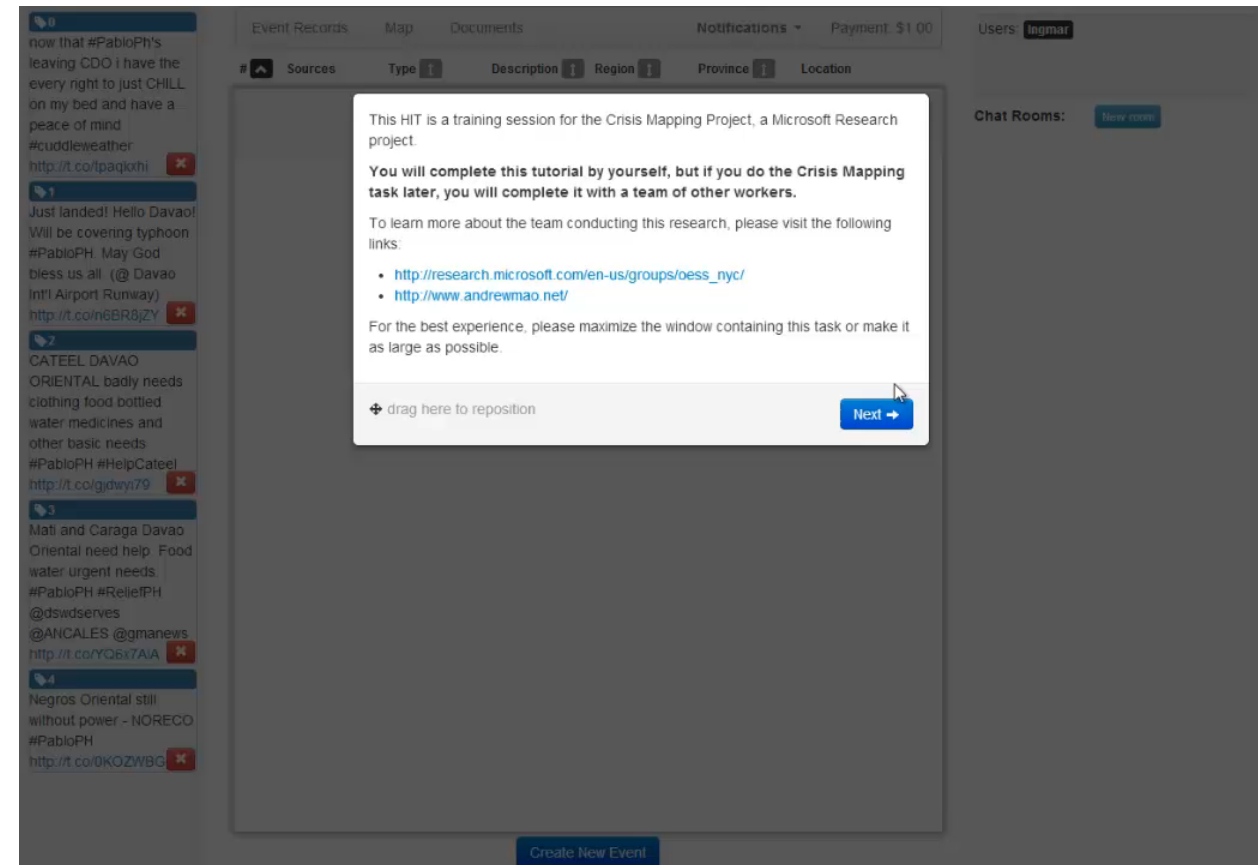 0
now that #PabloPh's
leaving CDO i have the
every right to just CHILL
on my bed and have a
peace of mind
#cuddleweather
http://t.co/tpaqlxhi
1
Just landed! Hello Davao!
Will be covering typhoon
#PabloPH. May God
bless us all. (@ Davao
Int'l Airport Runway)
http://t.co/n6BR8jZY
2
CATEEL DAVAO
ORIENTAL badly needs
clothing food bottled
water medicines and
other basic needs
#PabloPH #HelpCateel
http://t.co/gjdwyi79
3
Mati and Caraga Davao
Oriental need help. Food
water urgent needs.
#PabloPH #ReliefPH
@dswdserves
@ANCALES @gmanews
http://t.co/YQ6x7AIA
4
Negros Oriental still
without power - NORECO
#PabloPH
http://t.co/0KOZWBG
Event Records Map Documents Notifications Payment: $1.00
# Sources Type Description Region Province Location
This HIT is a training session for the Crisis Mapping Project, a Microsoft Research
project.
You will complete this tutorial by yourself, but if you do the Crisis Mapping
task later, you will complete it with a team of other workers.
To learn more about the team conducting this research, please visit the following
links:
• http://research.microsoft.com/en-us/groups/oess_nyc/
• http://www.andrewmao.net/
For the best experience, please maximize the window containing this task or make it
as large as possible.
drag here to reposition
Next
Create New Event
Users: Ingmar
Chat Rooms: New room